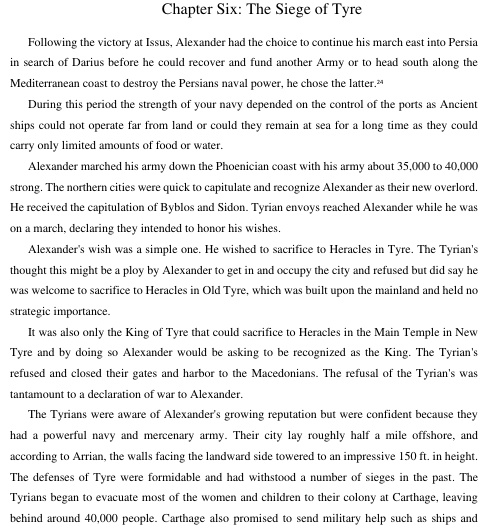 Chapter Six: The Siege of Tyre
Following the victory at Issus, Alexander had the choice to continue his march east into Persia
in search of Darius before he could recover and fund another Army or to head south along the
Mediterranean coast to destroy the Persians naval power, he chose the latter.²⁴
During this period the strength of your navy depended on the control of the ports as Ancient
ships could not operate far from land or could they remain at sea for a long time as they could
carry only limited amounts of food or water.
Alexander marched his army down the Phoenician coast with his army about 35,000 to 40,000
strong. The northern cities were quick to capitulate and recognize Alexander as their new overlord.
He received the capitulation of Byblos and Sidon. Tyrian envoys reached Alexander while he was
on a march, declaring they intended to honor his wishes.
Alexander's wish was a simple one. He wished to sacrifice to Heracles in Tyre. The Tyrian's
thought this might be a ploy by Alexander to get in and occupy the city and refused but did say he
was welcome to sacrifice to Heracles in Old Tyre, which was built upon the mainland and held no
strategic importance.
It was also only the King of Tyre that could sacrifice to Heracles in the Main Temple in New
Tyre and by doing so Alexander would be asking to be recognized as the King. The Tyrian's
refused and closed their gates and harbor to the Macedonians. The refusal of the Tyrian's was
tantamount to a declaration of war to Alexander.
The Tyrians were aware of Alexander's growing reputation but were confident because they
had a powerful navy and mercenary army. Their city lay roughly half a mile offshore, and
according to Arrian, the walls facing the landward side towered to an impressive 150 ft. in height.
The defenses of Tyre were formidable and had withstood a number of sieges in the past. The
Tyrians began to evacuate most of the women and children to their colony at Carthage, leaving
behind around 40,000 people. Carthage also promised to send military help such as ships and